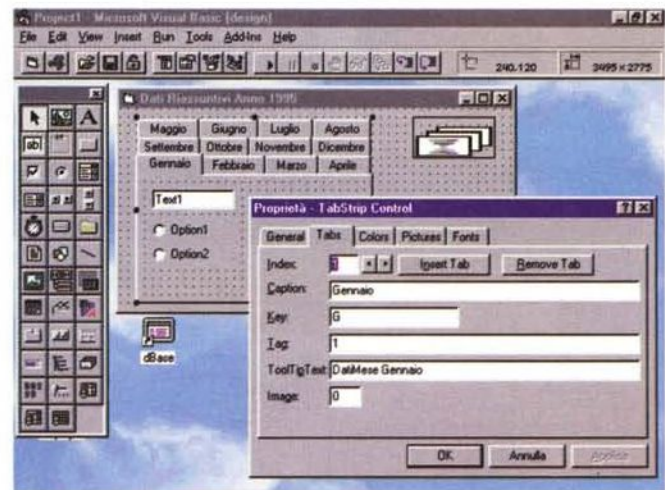 Project1 - Microsoft Visual Basic [design]
File Edit View Insert Run Tools Add-Ins Help
240,120 3495 x 2775
A
ab|
Dati Riassuntivi Anno 1995
Maggio Giugno Luglio Agosto
Settembre Ottobre Novembre Dicembre
Gennaio Febbraio Marzo Aprile
Text1
Option1
Option2
dBase
Proprietà - TabStrip Control
General Tabs Colors Pictures Fonts
Index: 1 Insert Tab Remove Tab
Caption: Gennaio
Key: G
Tag: 1
ToolTipText: DatiMese Gennaio
Image: 0
OK Annulla Applica